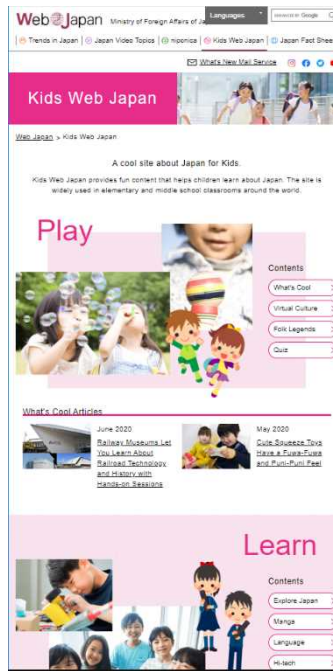 Web Japan Ministry of Foreign Affairs of Ja
Languages
Trends in Japan Japan Video Topics niponica Kids Web Japan Japan Fact Shee
What's New Mail Service
Kids Web Japan
Web Japan > Kids Web Japan
A cool site about Japan for Kids.
Kids Web Japan provides fun content that helps children learn about Japan. The site is
widely used in elementary and middle school classrooms around the world.
Play
Contents
What's Cool
Virtual Culture
Folk Legends
Quiz
What's Cool Articles
June 2020
Railway Museums Let
You Learn About
Railroad Technology
and History with
Hands-on Sessions
May 2020
Cute Squeeze Toys
Have a Fuwa-Fuwa
and Puni-Puni Feel
Learn
Contents
Explore Japan
Manga
Language
Hi-tech